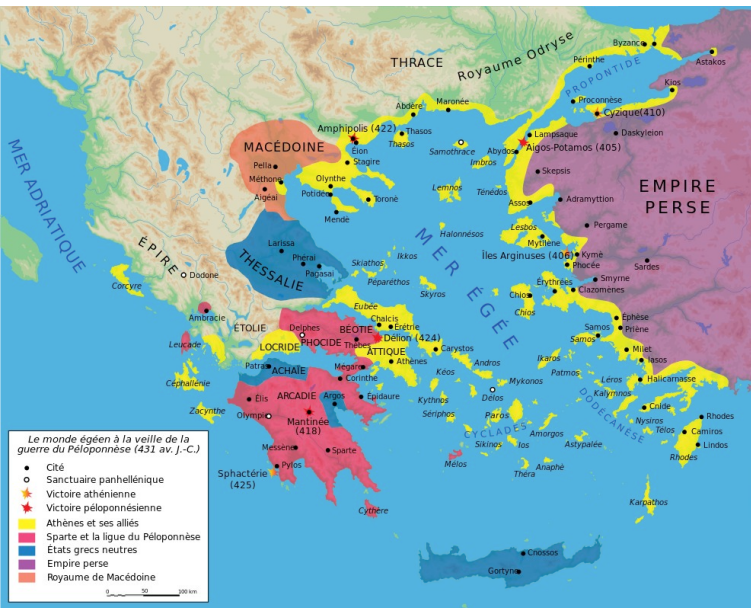 Byzance
THRACE
Royaume Odryse
Astakos
Périnthe
PROPONTIDE
Kios
Maronée
Abdère
Proconnèse
Cyzique(410)
Amphipolis (422)
Thasos
Thasos
Lampsaque
Daskyleion
MACÉDOINE
Éion
Stagire
Samothrace
Abydos
Aigos-Potamos (405)
Imbros
Pella
Méthone
Olynthe
Skepsis
EMPIRE
PERSE
Aigéai
Potidée
Toroné
Lemnos
Ténédos
Assos
Adramyttion
MER ADRIATIQUE
Mendé
Pergame
Halonnésos
Lesbos
Mytilène
ÉPIRE
Larissa
MER ÉGÉE
Îles Arginuses (406)
Kymè
Phérai
Ikkos
Phocée
Sardes
Dodone
THESSALIE
Pagasai
Skiathos
Péparéthos
Smyrne
Corcyre
Skyros
Érythrées
Clazomènes
Chios
Chios
Eubée
Ambracie
Chalcis
Éphèse
ÉTOLIE
Delphes
BÉOTIE
Érétrie
Samos
Priène
Leucade
LOCRIDE
PHOCIDE
Thèbes
Délion (424)
Samos
ATTIQUE
Carystos
Milet
Patras
Athènes
Ikaros
Iasos
Mégare
Andros
Céphallénie
ACHAÏE
Corinthe
Kéos
Patmos
Léros
Halicarnasse
Mykonos
Kalymnos
Élis
ARCADIE
Argos
Épidaure
Kythnos
Délos
DODÉCANÈSE
Cnide
Zacynthe
Olympie
Sériphos
Paros
Rhodes
Mantinée
(418)
Nysiros
Télos
Camiros
CYCLADES
Amorgos
Sikinos
Ios
Astypalée
Lindos
Messène
Sparte
Rhodes
Pylos
Mélos
Anaphè
Sphactérie
(425)
Théra
Karpathos
Cythère
Cnossos
Gortyne
Le monde égéen à la veille de la
guerre du Péloponnèse (431 av. J.-C.)
Cité
Sanctuaire panhellénique
Victoire athénienne
Victoire péloponnésienne
Athènes et ses alliés
Sparte et la ligue du Péloponnèse
États grecs neutres
Empire perse
Royaume de Macédoine
0 50 100 km